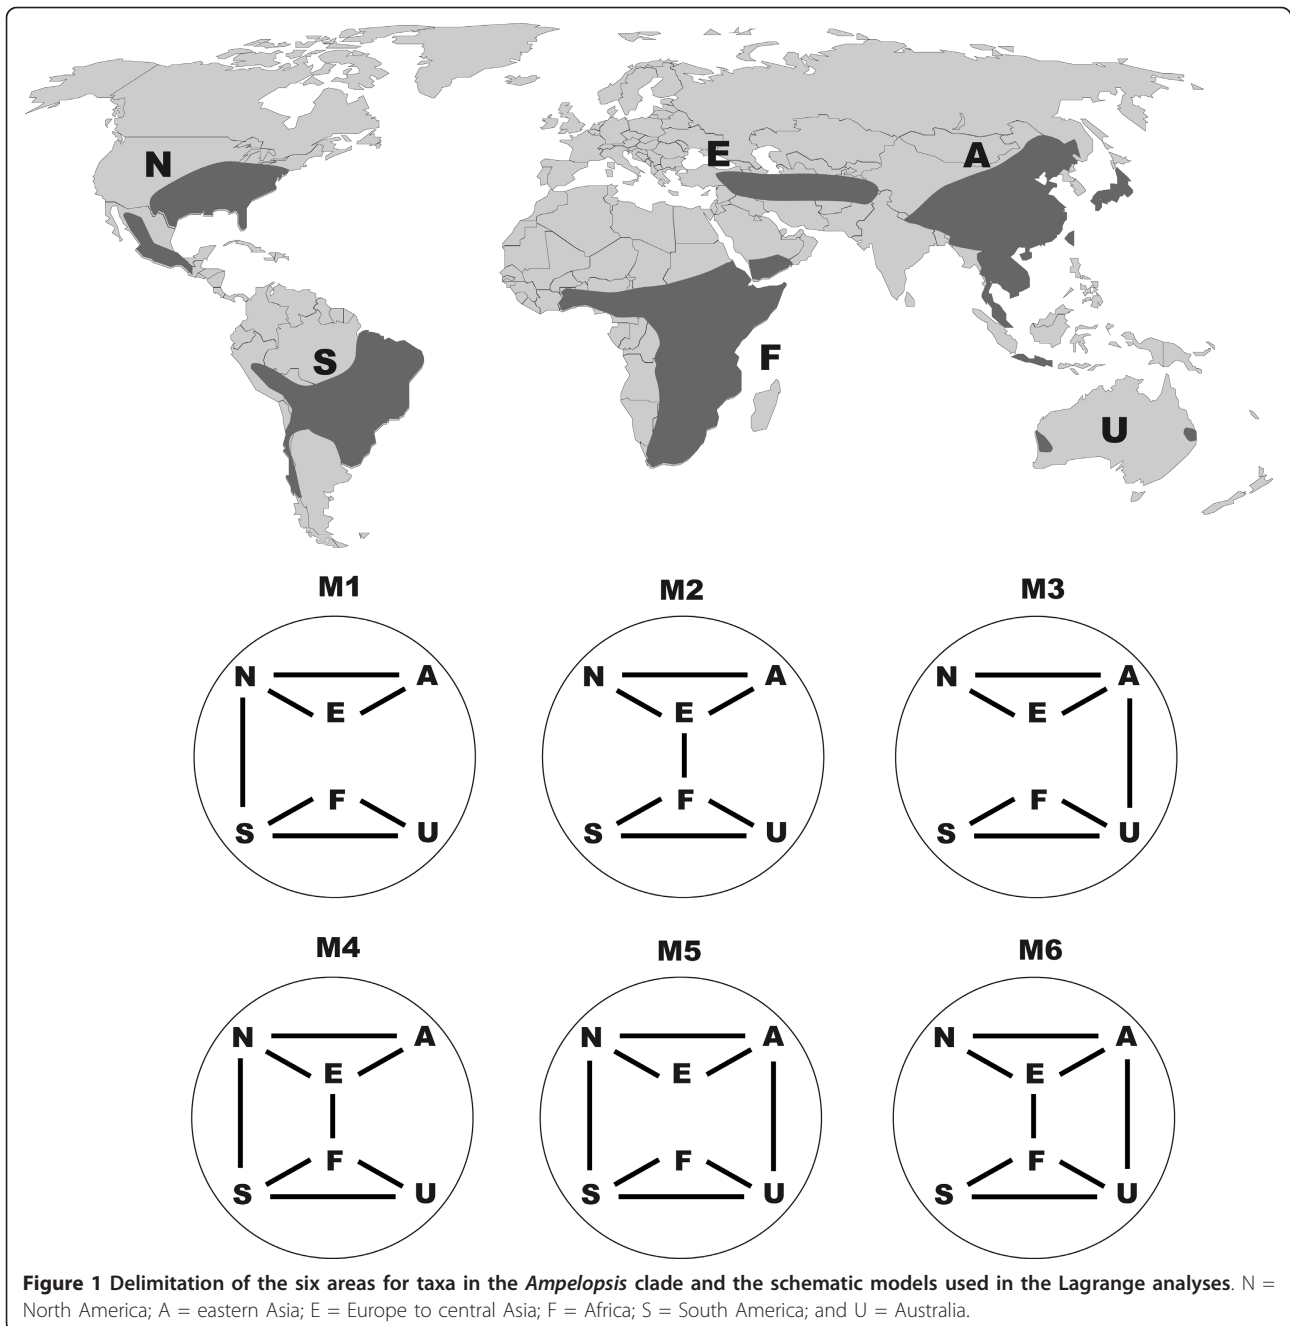 N
E
A
S
F
U
M1 M2 M3
N A N A N A
E E E
F F F
S U S U S U
M4 M5 M6
N A N A N A
E E E
F F F
S U S U S U
Figure 1 Delimitation of the six areas for taxa in the Ampelopsis clade and the schematic models used in the Lagrange analyses. N =
North America; A = eastern Asia; E = Europe to central Asia; F = Africa; S = South America; and U = Australia.